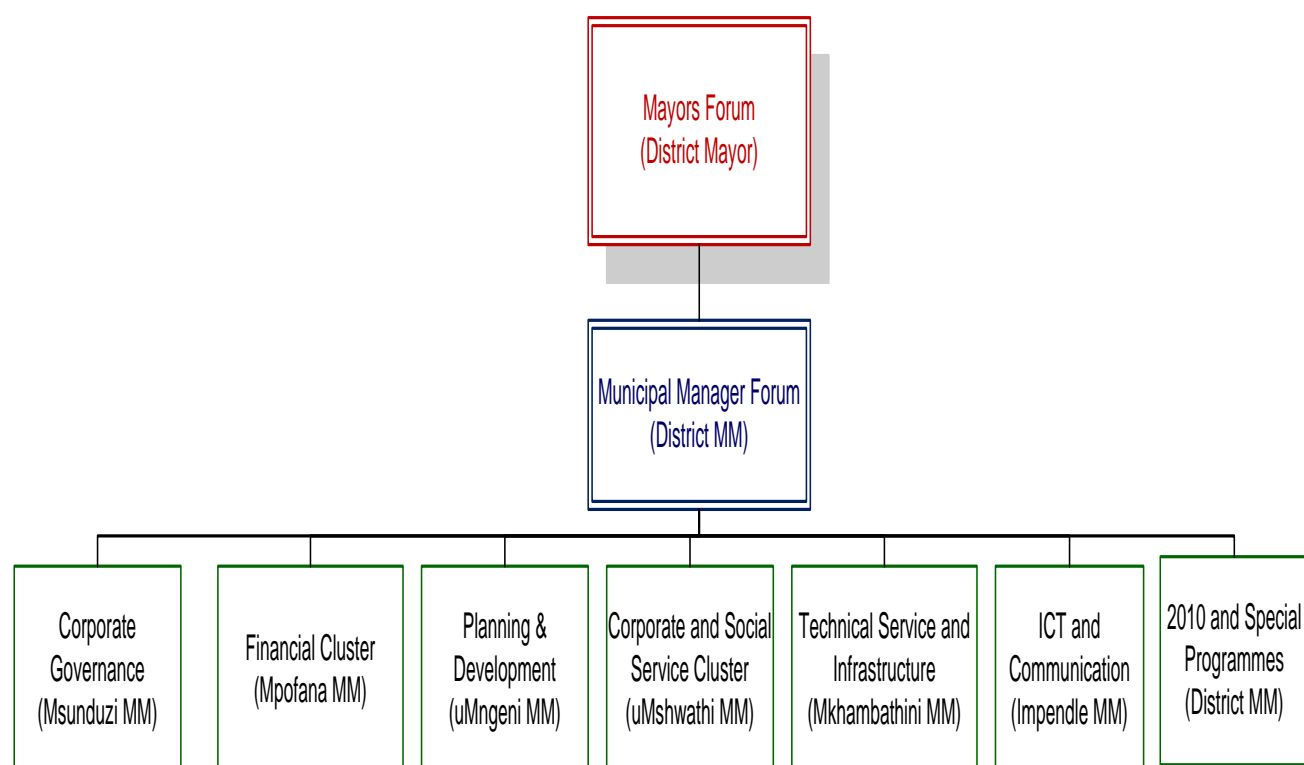 Mayors Forum
(District Mayor)
Municipal Manager Forum
(District MM)
Corporate
Governance
(Msunduzi MM)
Financial Cluster
(Mpofana MM)
Planning &
Development
(uMngeni MM)
Corporate and Social
Service Cluster
(uMshwathi MM)
Technical Service and
Infrastructure
(Mkhambathini MM)
ICT and
Communication
(Impendle MM)
2010 and Special
Programmes
(District MM)